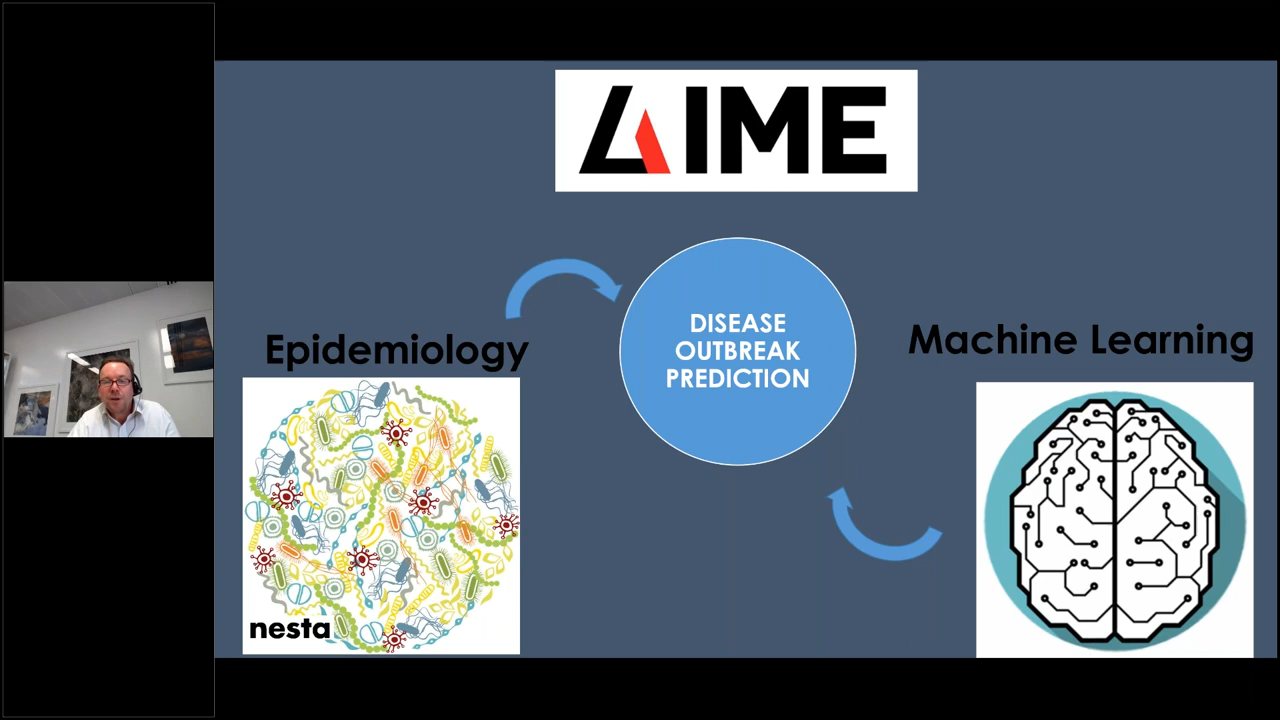 AIME
DISEASE
OUTBREAK
PREDICTION
Epidemiology
Machine Learning
nesta